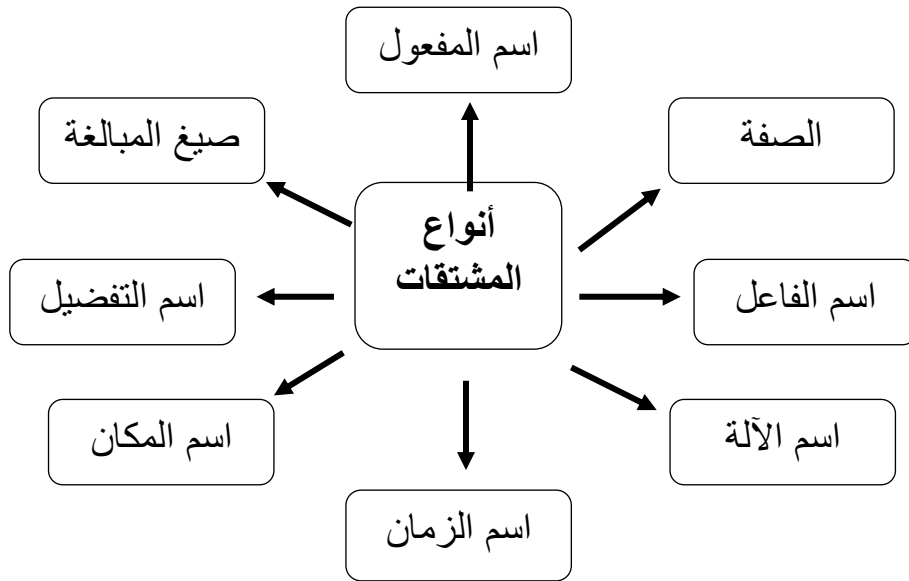 اسم المفعول
الصفة
صيغ المبالغة
أنواع
المشتقات
اسم الفاعل
اسم التفضيل
اسم الآلة
اسم المكان
اسم الزمان